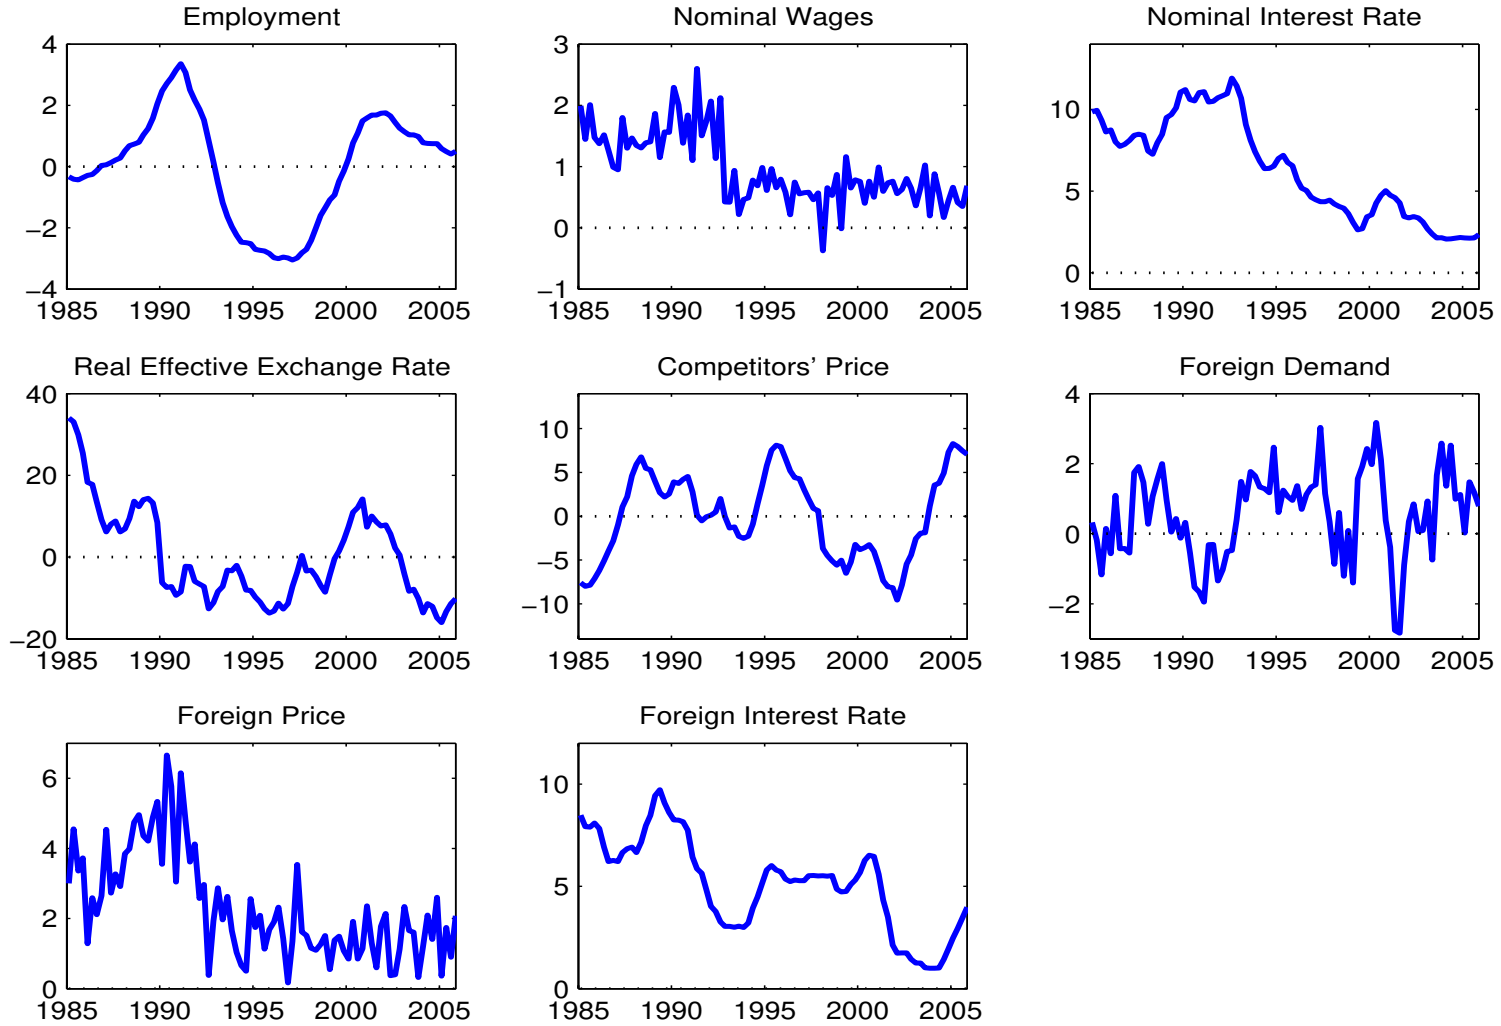 Employment
4
2
0
−2
−4
1985 1990 1995 2000 2005
Nominal Wages
3
2
1
0
−1
1985 1990 1995 2000 2005
Nominal Interest Rate
10
5
0
1985 1990 1995 2000 2005
Real Effective Exchange Rate
40
20
0
−20
1985 1990 1995 2000 2005
Competitors’ Price
10
5
0
−5
−10
1985 1990 1995 2000 2005
Foreign Demand
4
2
0
−2
1985 1990 1995 2000 2005
Foreign Price
6
4
2
0
1985 1990 1995 2000 2005
Foreign Interest Rate
10
5
0
1985 1990 1995 2000 2005